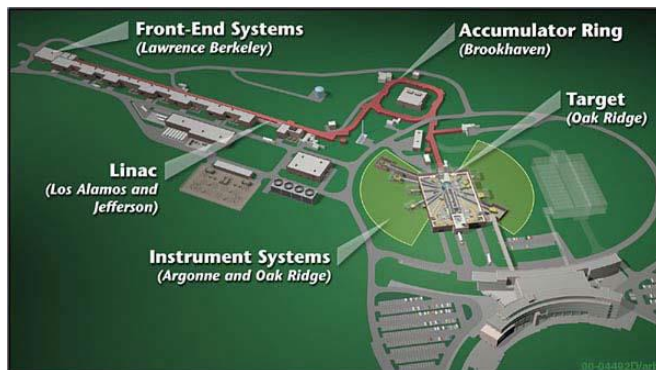 Front-End Systems
(Lawrence Berkeley)
Accumulator Ring
(Brookhaven)
Target
(Oak Ridge)
Linac
(Los Alamos and
Jefferson)
Instrument Systems
(Argonne and Oak Ridge)